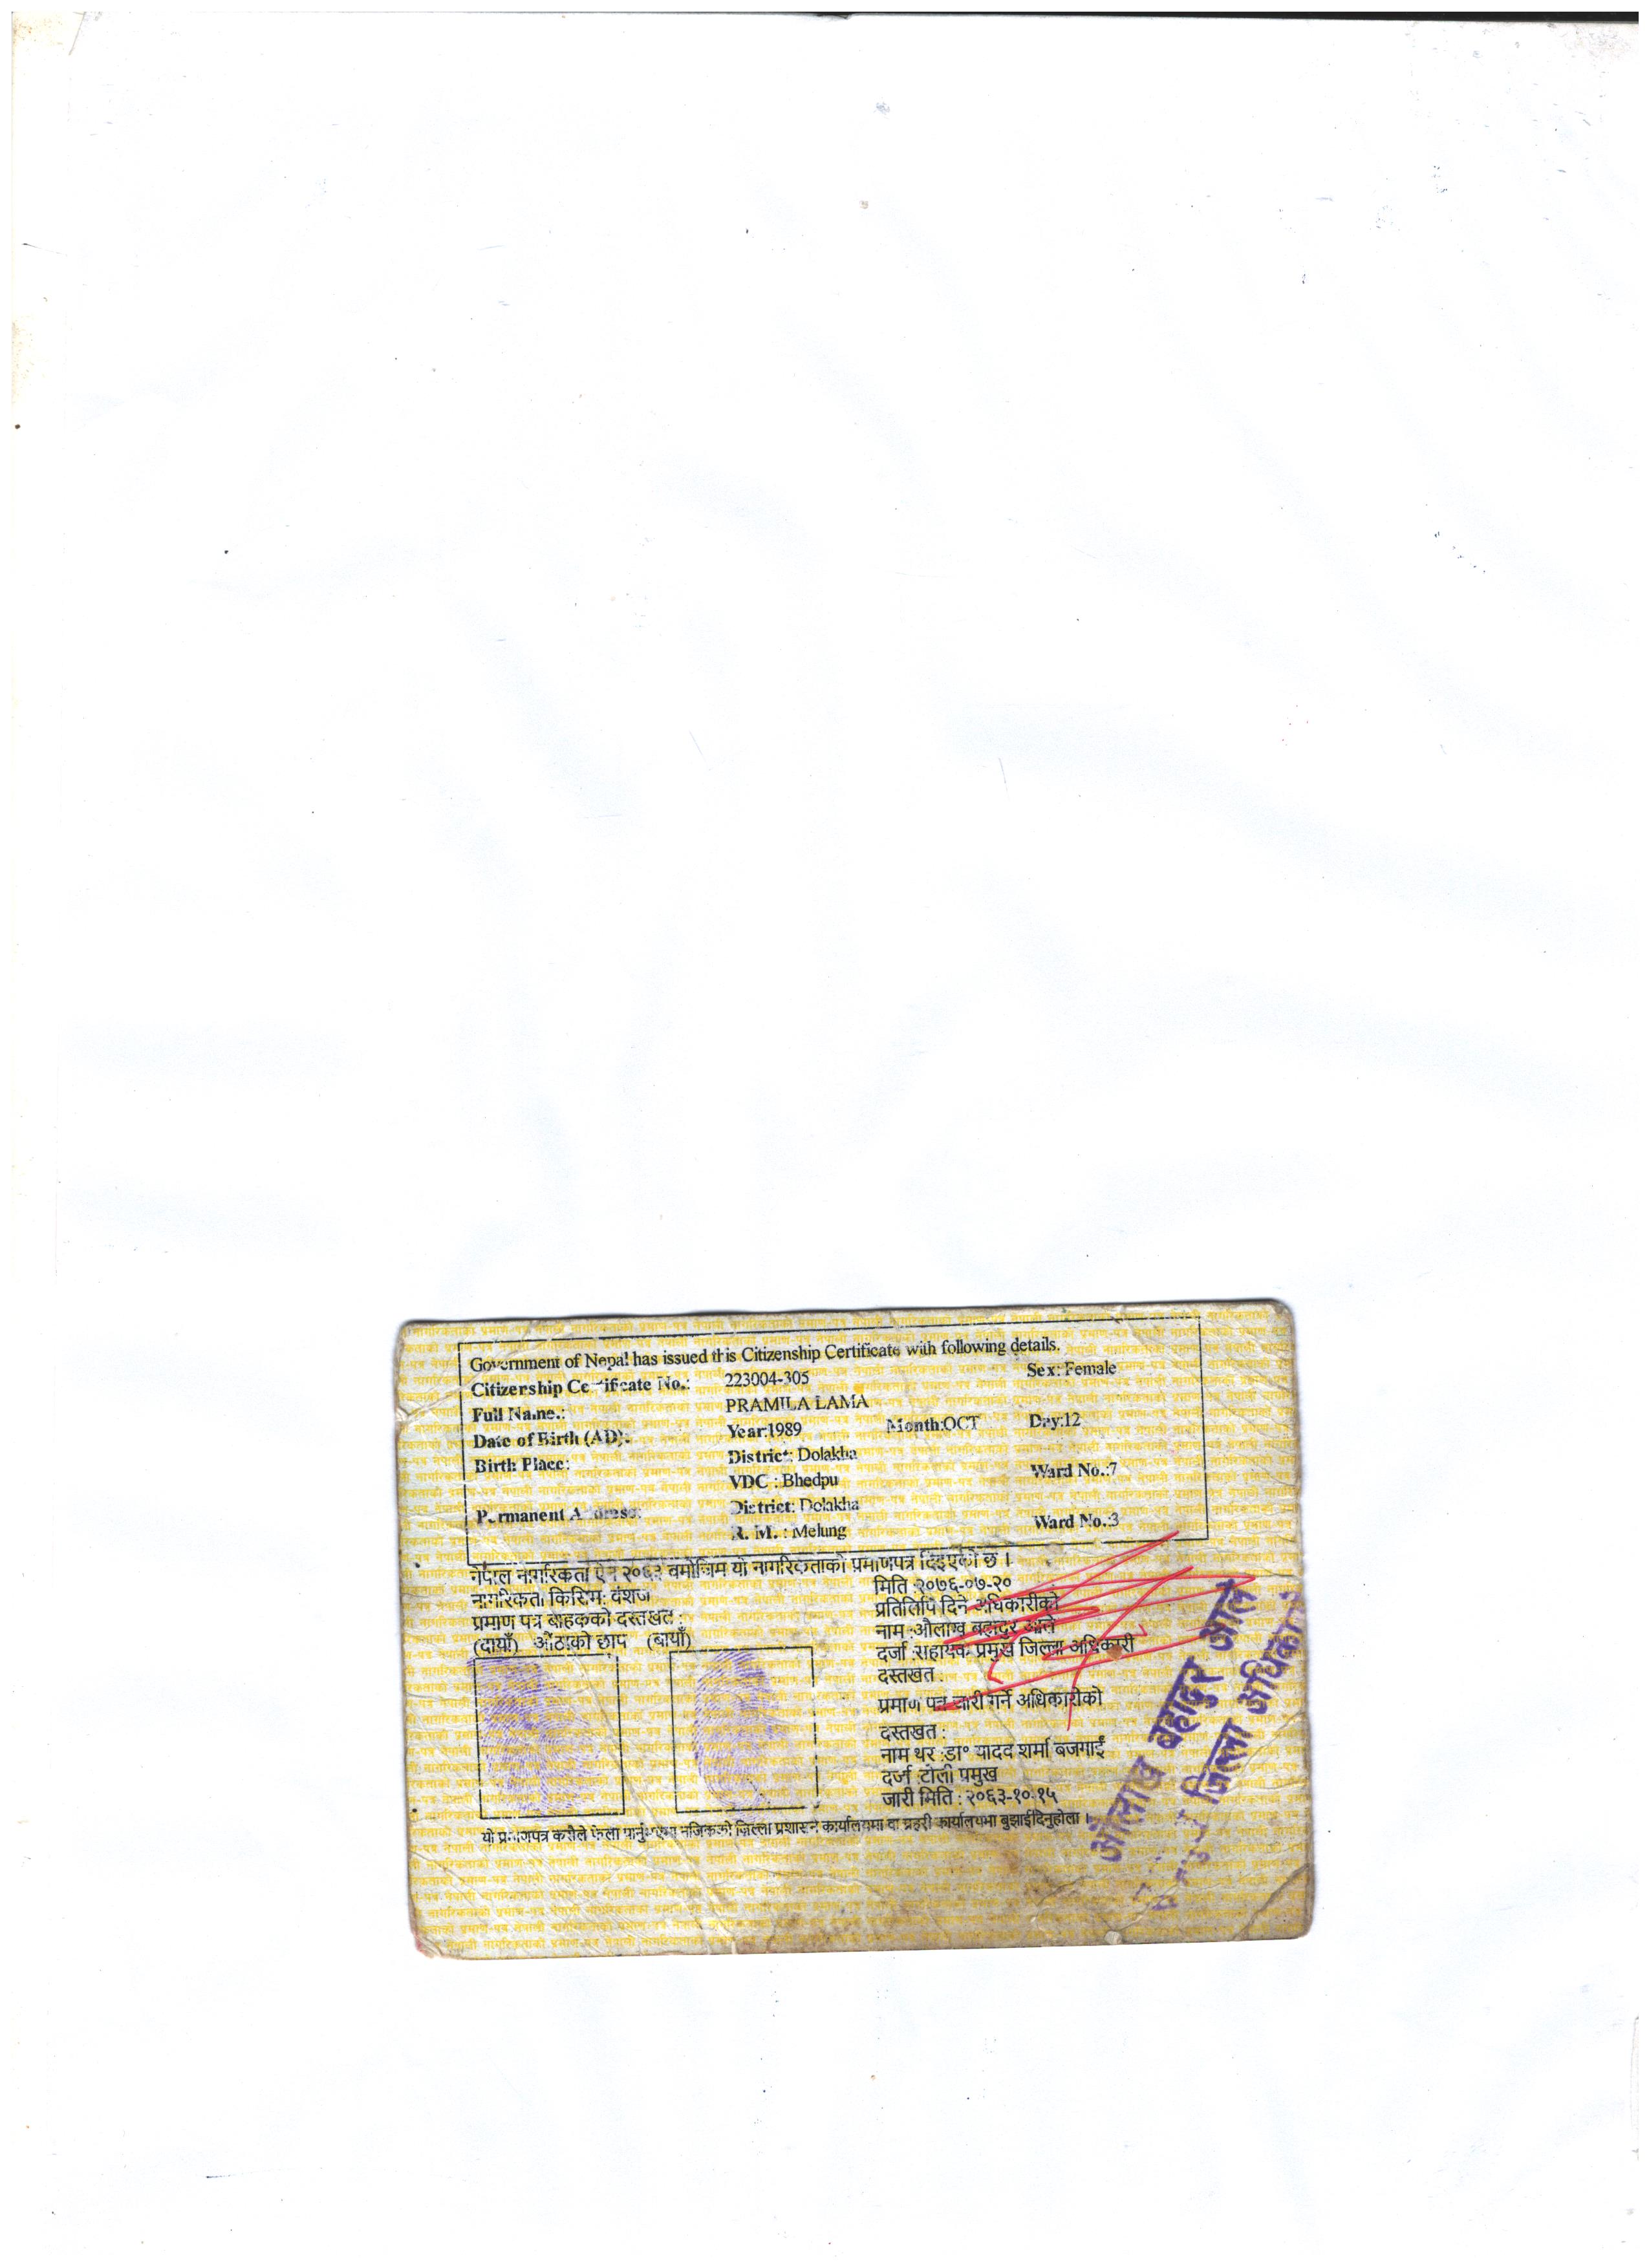 Government of Nepal has issued this Citizenship Certificate with following details.
Citizenship Certificate No.: 223004-305 Sex: Female
Full Name.: PRAMILA LAMA
Date of Birth (AD): Year:1989 Month:OCT Day:12
Birth Place: District: Dolakha
VDC : Bhedpu Ward No.:7
Permanent Address: District: Dolakha
R. M. : Melung Ward No.:3
नेपाल नागरिकता ऐन २०६३ बमोजिम यो नागरिकताको प्रमाणपत्र दिइएको छ ।
नागरिकता किसिम: वंशज
प्रमाण पत्र बाहकको दस्तखत :
(दायाँ) औंठाको छाप (बायाँ)
मिति :२०७६-०७-२०
प्रतिलिपि दिने अधिकारीको
नाम :औलाख बहादुर आले
दर्जा :सहायक प्रमुख जिल्ला अधिकारी
दस्तखत :
प्रमाण पत्र जारी गर्ने अधिकारीको
दस्तखत :
नाम थर :डा॰ यादव शर्मा बजगाईं
दर्जा :टोली प्रमुख
जारी मिति : २०६३-१०-१५
यो प्रमाणपत्र कसैले फेला पार्नुभएमा नजिकको जिल्ला प्रशासन कार्यालयमा वा प्रहरी कार्यालयमा बुझाईदिनुहोला ।
औलाख बहादुर आले
जिल्ला अधिकारी